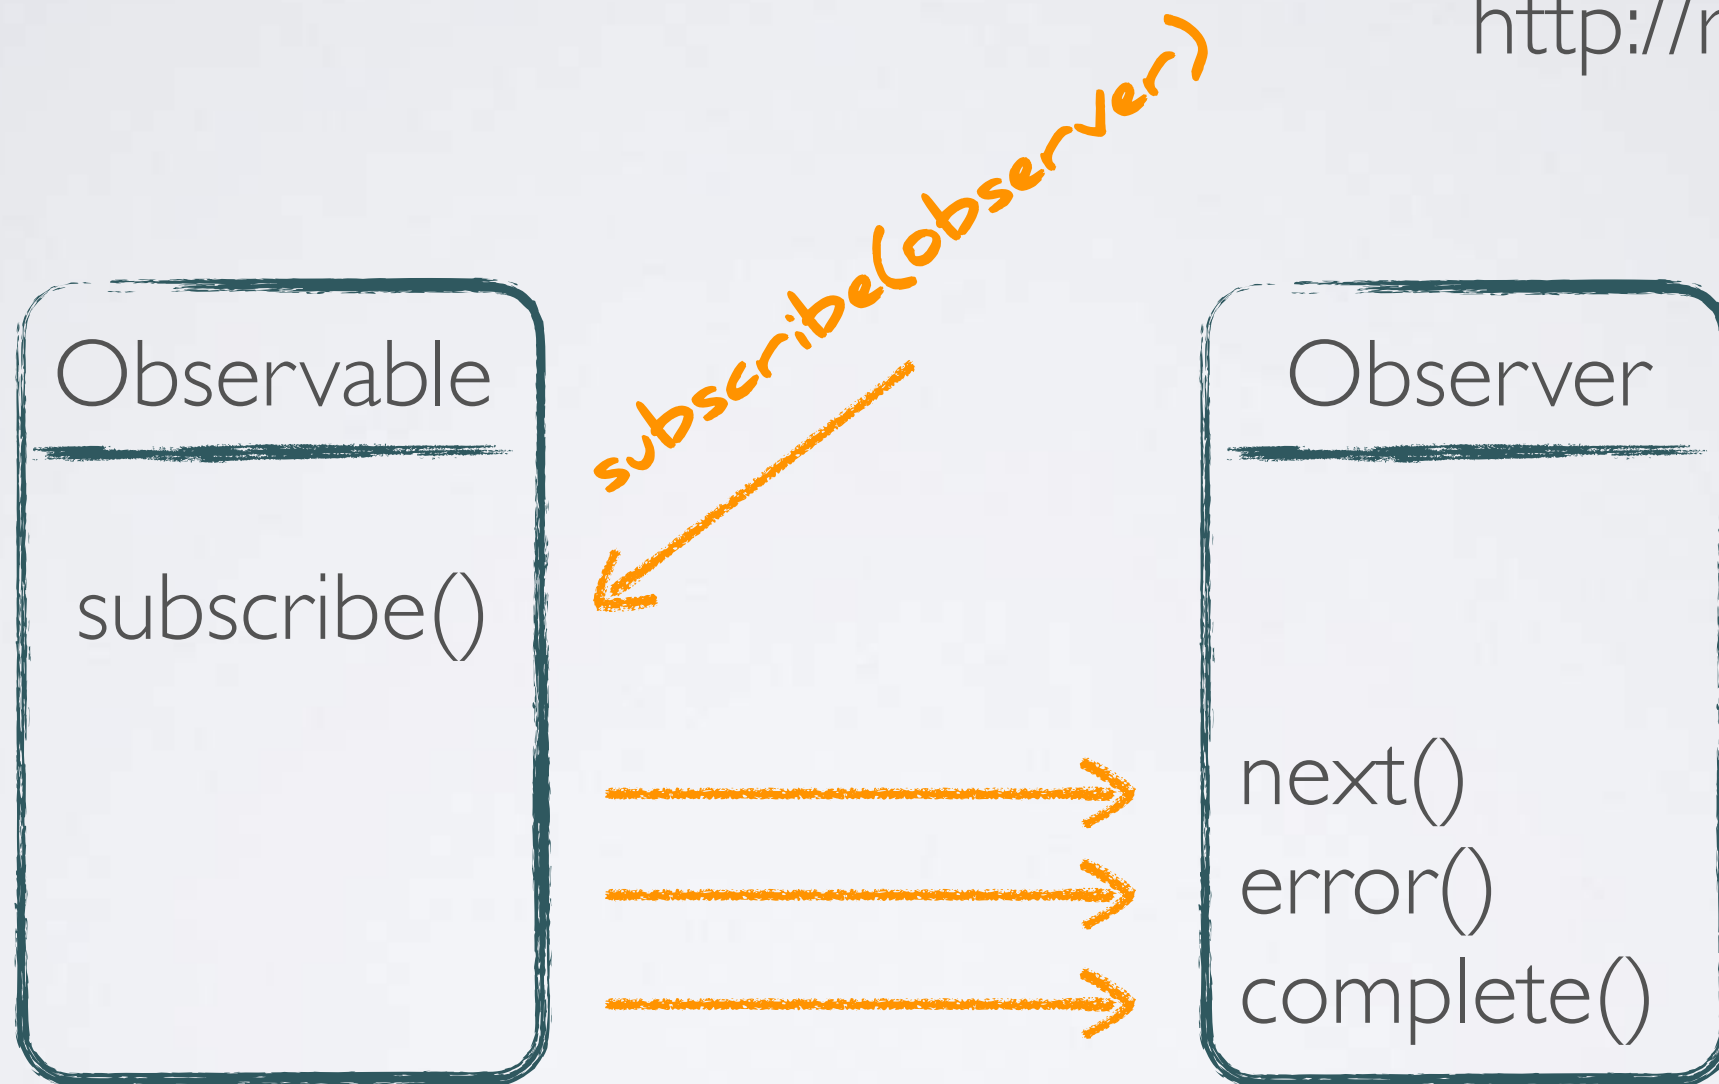 http://
subscribe(observer)
Observable
subscribe()
Observer
next()
error()
complete()